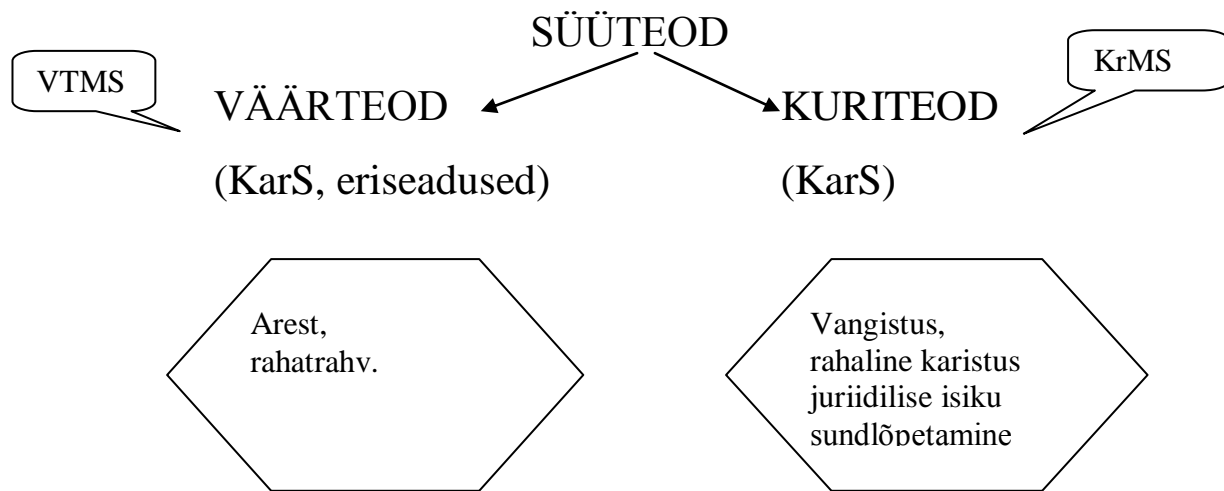 SÜÜTEOD
VTMS
KrMS
VÄÄRTEOD
KURITEOD
(KarS, eriseadused)
(KarS)
Arest,
rahatrahv.
Vangistus,
rahaline karistus
juriidilise isiku
sundlõpetamine